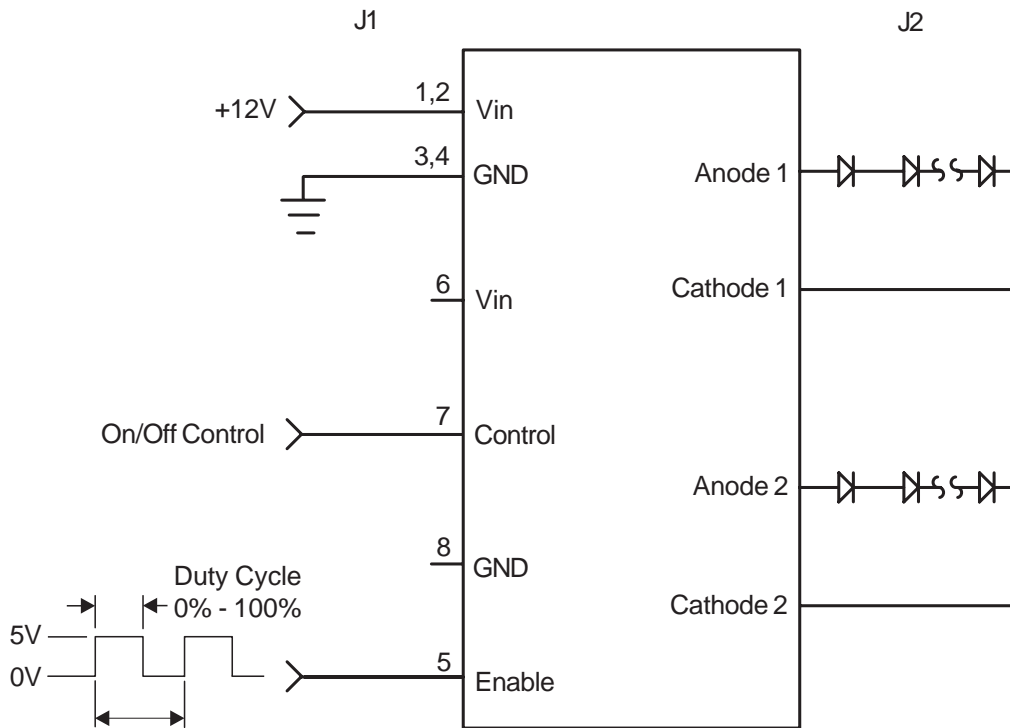 J1
J2
+12V
1,2
Vin
3,4
GND
Anode 1
Cathode 1
6
Vin
On/Off Control
7
Control
Anode 2
8
GND
Cathode 2
Duty Cycle
0% - 100%
5V
0V
5
Enable